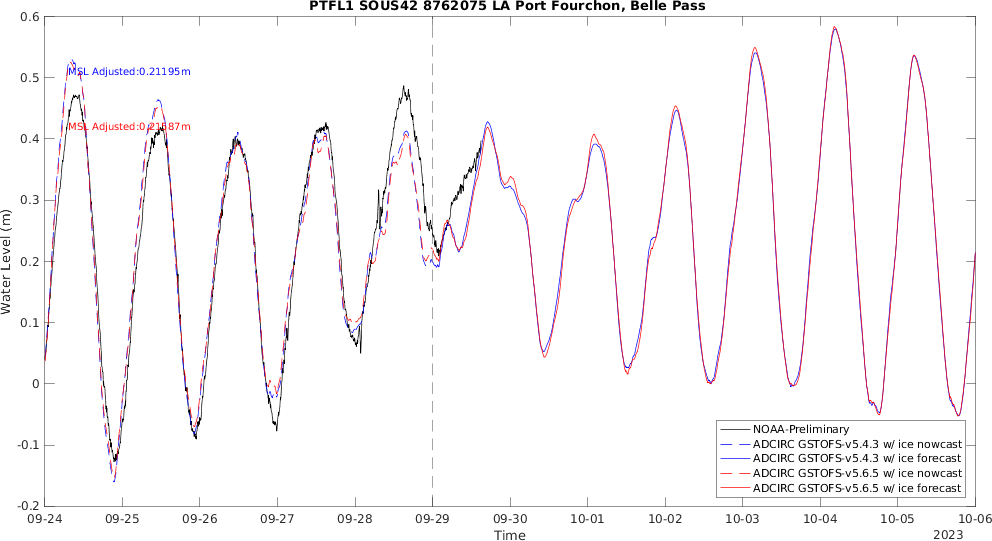 PTFL1 SOUS42 8762075 LA Port Fourchon, Belle Pass
0.6
0.5
0.4
0.3
0.2
0.1
0
-0.1
-0.2
Water Level (m)
MSL Adjusted:0.21195m
MSL Adjusted:0.21587m
NOAA-Preliminary
ADCIRC GSTOFS-v5.4.3 w/ ice nowcast
ADCIRC GSTOFS-v5.4.3 w/ ice forecast
ADCIRC GSTOFS-v5.6.5 w/ ice nowcast
ADCIRC GSTOFS-v5.6.5 w/ ice forecast
09-24 09-25 09-26 09-27 09-28 09-29 09-30 10-01 10-02 10-03 10-04 10-05 10-06
Time
2023